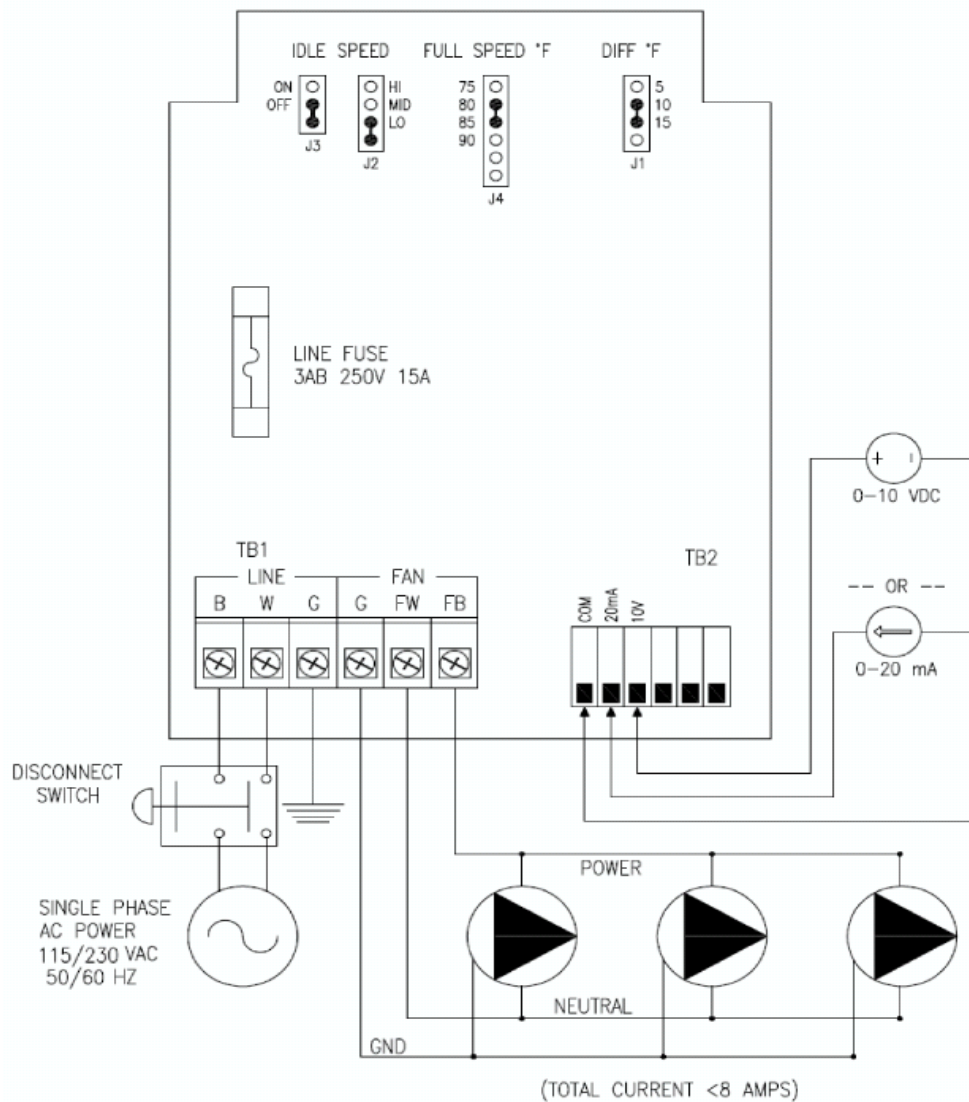 IDLE SPEED FULL SPEED °F DIFF °F
ON
OFF
J3
HI
MID
LO
J2
75
80
85
90
J4
5
10
15
J1
LINE FUSE
3AB 250V 15A
+ -
0-10 VDC
-- OR --
0-20 mA
TB1
LINE FAN
B W G G FW FB
TB2
COM
20mA
10V
DISCONNECT
SWITCH
SINGLE PHASE
AC POWER
115/230 VAC
50/60 HZ
POWER
NEUTRAL
GND
(TOTAL CURRENT <8 AMPS)